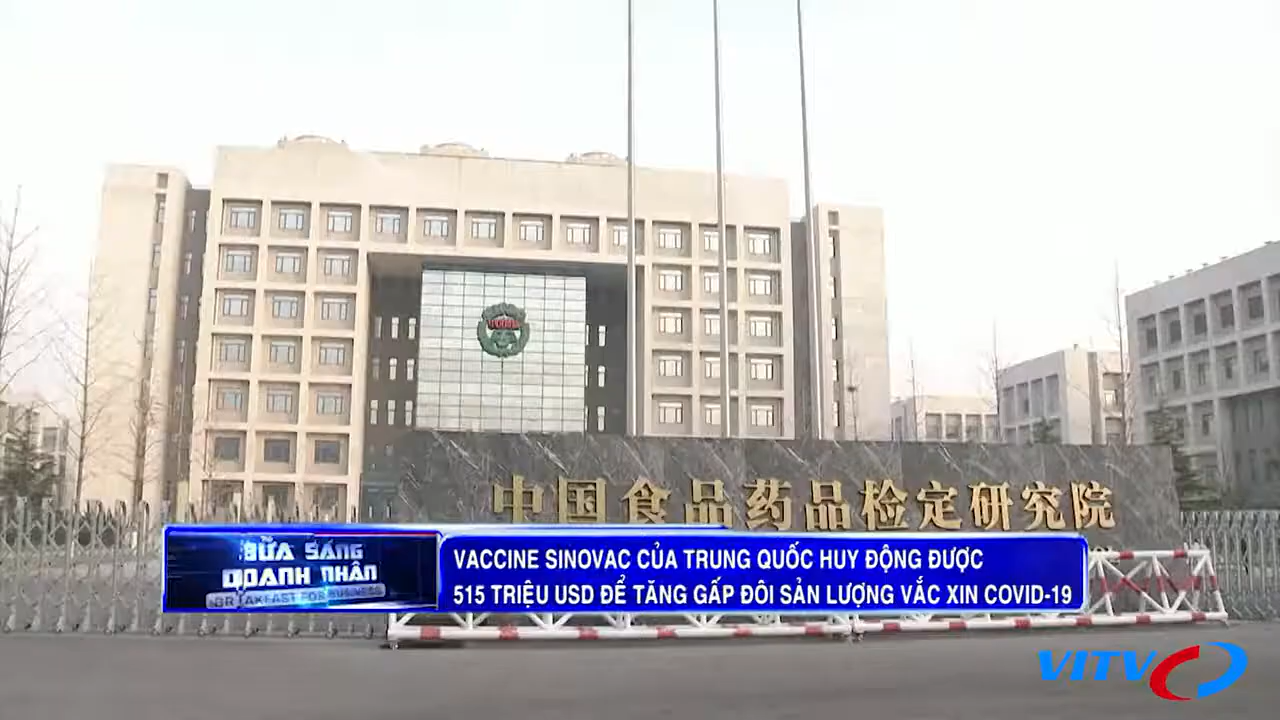 中国食品药品检定研究院
BỮA SÁNG
DOANH NHÂN
BREAKFAST FOR BUSINESS
VACCINE SINOVAC CỦA TRUNG QUỐC HUY ĐỘNG ĐƯỢC
515 TRIỆU USD ĐỂ TĂNG GẤP ĐÔI SẢN LƯỢNG VẮC XIN COVID-19
VITV